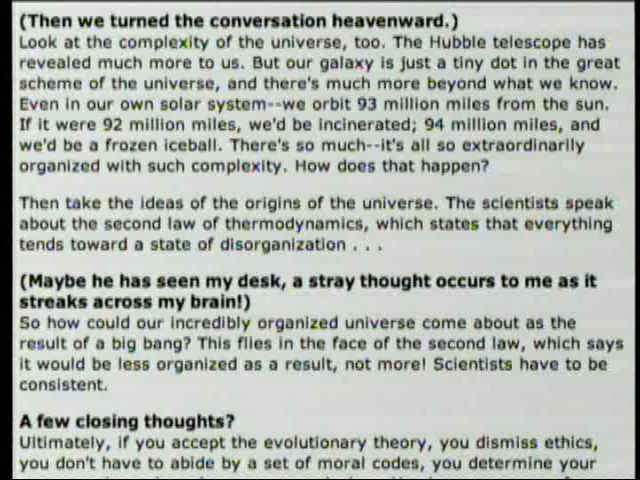 (Then we turned the conversation heavenward.)
Look at the complexity of the universe, too. The Hubble telescope has
revealed much more to us. But our galaxy is just a tiny dot in the great
scheme of the universe, and there's much more beyond what we know.
Even in our own solar system--we orbit 93 million miles from the sun.
If it were 92 million miles, we'd be incinerated; 94 million miles, and
we'd be a frozen iceball. There's so much--it's all so extraordinarily
organized with such complexity. How does that happen?
Then take the ideas of the origins of the universe. The scientists speak
about the second law of thermodynamics, which states that everything
tends toward a state of disorganization . . .
(Maybe he has seen my desk, a stray thought occurs to me as it
streaks across my brain!)
So how could our incredibly organized universe come about as the
result of a big bang? This flies in the face of the second law, which says
it would be less organized as a result, not more! Scientists have to be
consistent.
A few closing thoughts?
Ultimately, if you accept the evolutionary theory, you dismiss ethics,
you don't have to abide by a set of moral codes, you determine your